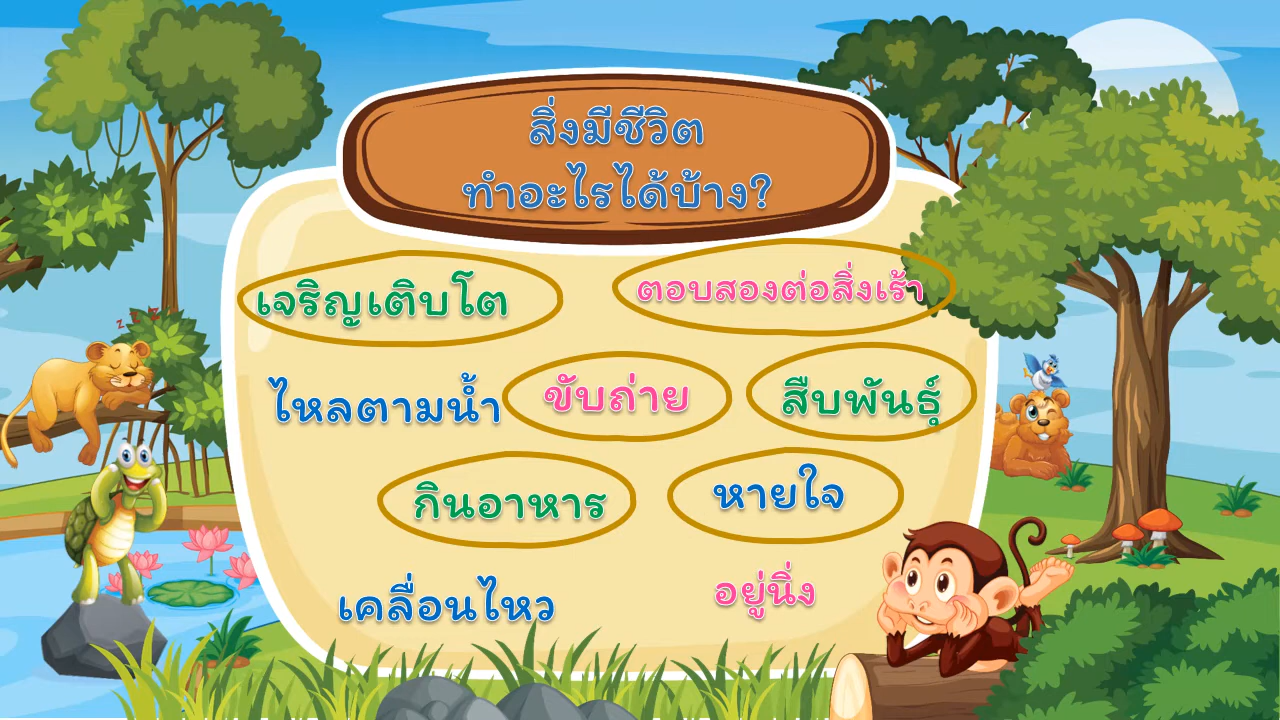 สิ่งมีชีวิต
ทำอะไรได้บ้าง?
เจริญเติบโต
ตอบสองต่อสิ่งเร้า
ไหลตามน้ำ
ขับถ่าย
สืบพันธุ์
กินอาหาร
หายใจ
เคลื่อนไหว
อยู่นิ่ง
z z z